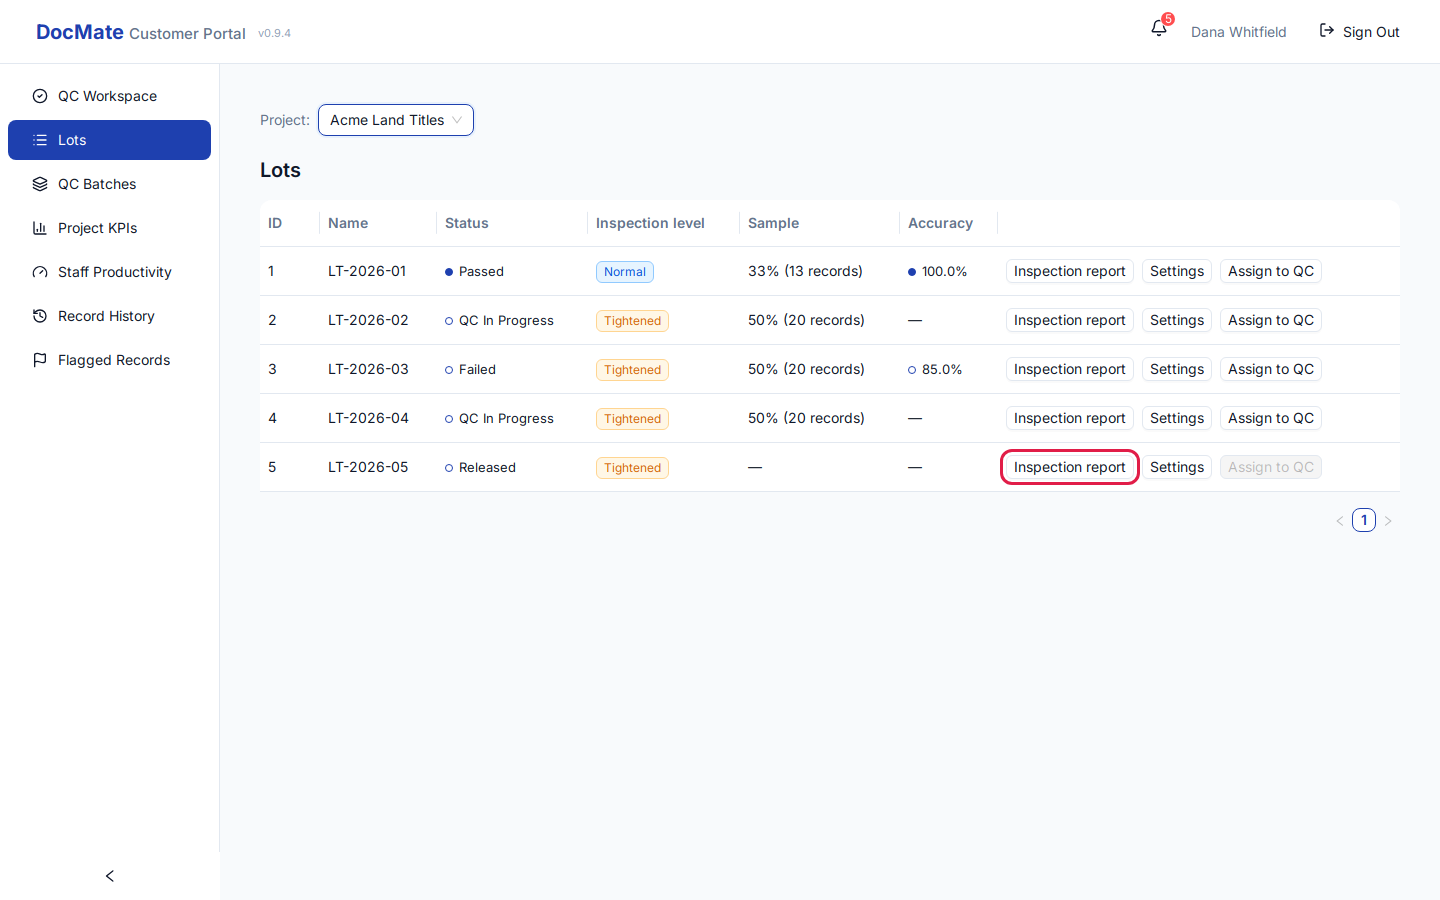 DocMate Customer Portal v0.9.4
5
Dana Whitfield
Sign Out
QC Workspace
Lots
QC Batches
Project KPIs
Staff Productivity
Record History
Flagged Records
Project: Acme Land Titles
Lots
ID Name Status Inspection level Sample Accuracy
1 LT-2026-01 Passed Normal 33% (13 records) 100.0% Inspection report Settings Assign to QC
2 LT-2026-02 QC In Progress Tightened 50% (20 records) — Inspection report Settings Assign to QC
3 LT-2026-03 Failed Tightened 50% (20 records) 85.0% Inspection report Settings Assign to QC
4 LT-2026-04 QC In Progress Tightened 50% (20 records) — Inspection report Settings Assign to QC
5 LT-2026-05 Released Tightened — — Inspection report Settings Assign to QC
1